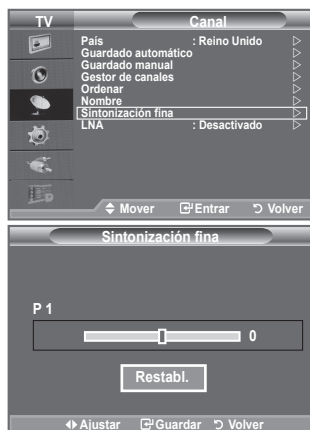 TV Canal
País : Reino Unido
Guardado automático
Guardado manual
Gestor de canales
Ordenar
Nombre
Sintonización fina
LNA : Desactivado
Mover Entrar Volver
Sintonización fina
P 1
0
Restabl.
Ajustar Guardar Volver